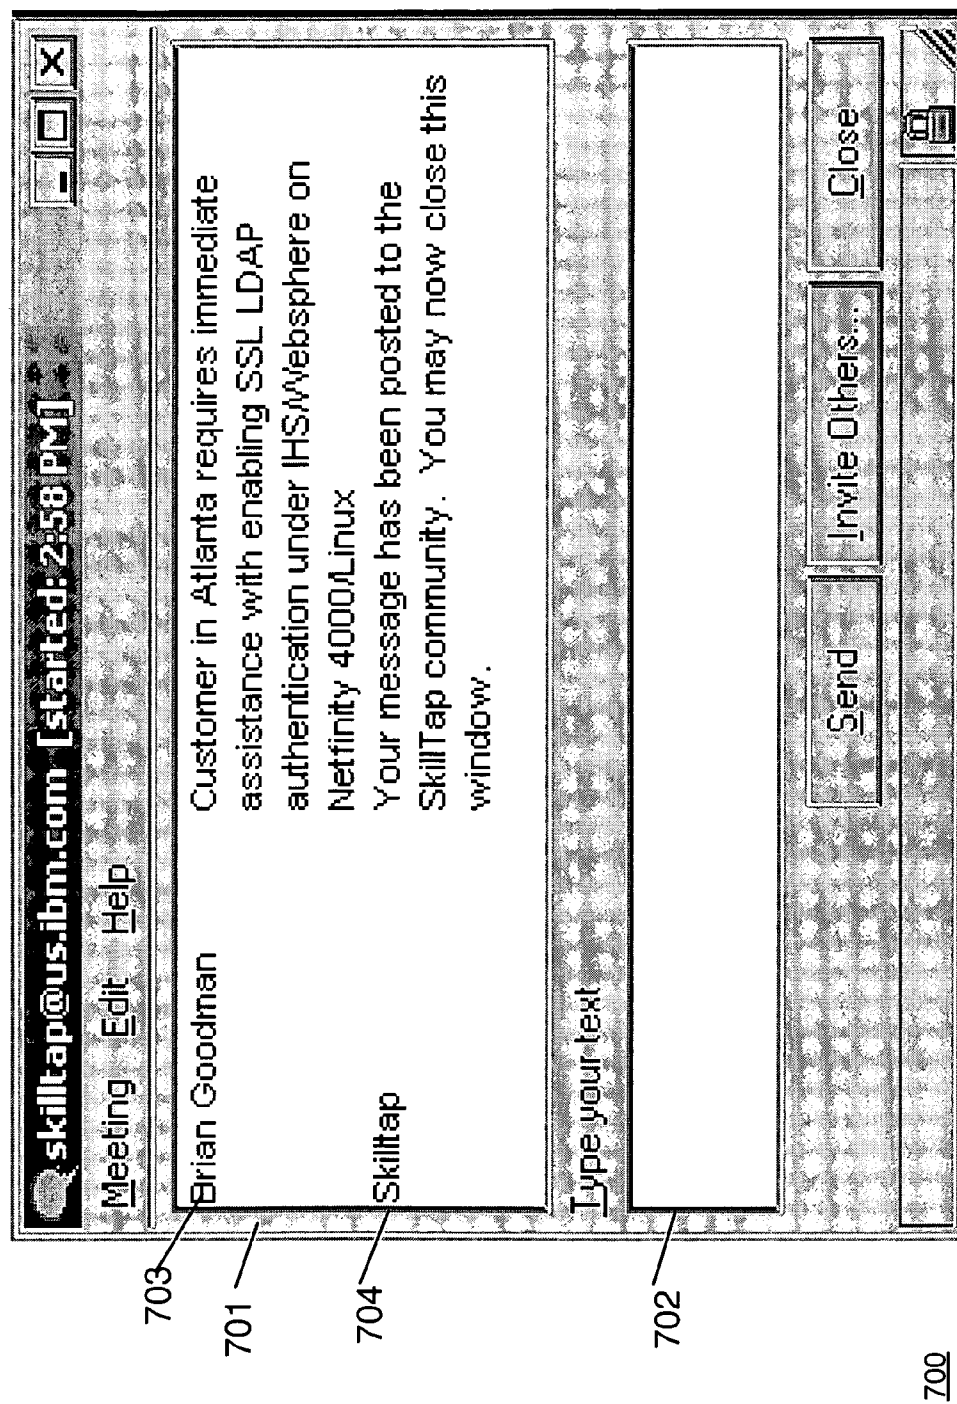 skilltap@us.ibm.com [started: 2:58 PM]
Meeting Edit Help
703
Brian Goodman
Customer in Atlanta requires immediate
assistance with enabling SSL LDAP
authentication under IHS/Websphere on
Netfinity 4000/Linux
701
704
Skilltap
Your message has been posted to the
SkillTap community. You may now close this
window.
Type your text
702
Send Invite Others... Close
700